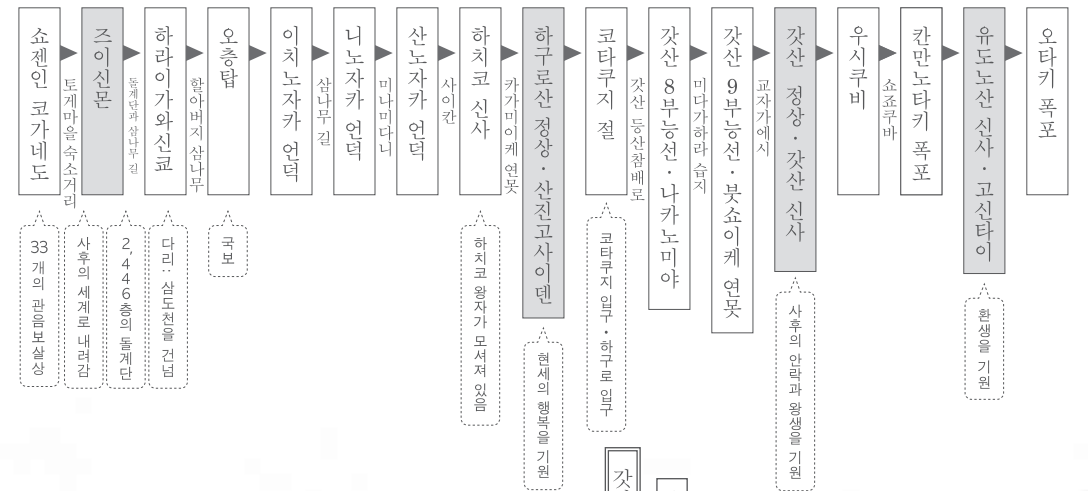 쇼젠인 코가네도
토게마을 숙소거리
즈이신몬
돌계단과 삼나무 길
하라이가와신쿄
할아버지 삼나무
오층탑
이치노자카 언덕
삼나무 길
니노자카 언덕
미나미다니
산노자카 언덕
사이칸
하치코 신사
카가미이케 연못
하구로산 정상·산진고사이덴
코타쿠지 절
갓산 등산참배로
갓산 8부능선·나카노미야
미다가하라 습지
갓산 9부능선·붓쇼이케 연못
교자가에시
갓산 정상·갓산 신사
우시쿠비
쇼죠쿠바
칸만노타키 폭포
유도노산 신사·고신타이
오타키 폭포
33개의 관음보살상
사후의 세계로 내려감
2,446층의 돌계단
다리: 삼도천을 건넘
국보
하치코 왕자가 모셔져 있음
현세의 행복을 기원
코타쿠지 입구·하구로 입구
사후의 안락과 왕생을 기원
환생을 기원
갓